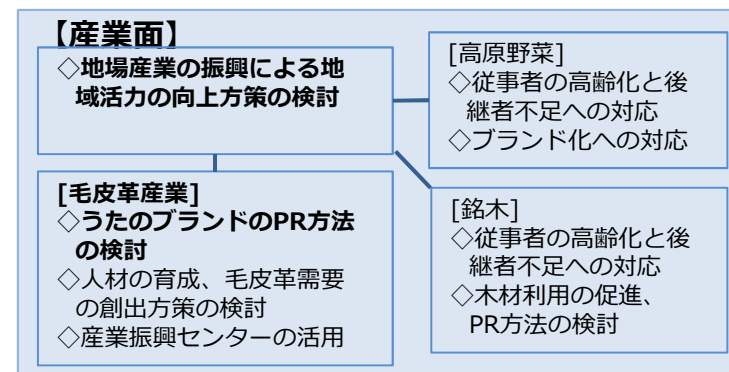 【産業面】
◇地場産業の振興による地
域活力の向上方策の検討
[高原野菜]
◇従事者の高齢化と後
継者不足への対応
◇ブランド化への対応
[毛皮革産業]
◇うたのブランドのPR方法
の検討
◇人材の育成、毛皮革需要
の創出方策の検討
◇産業振興センターの活用
[銘木]
◇従事者の高齢化と後
継者不足への対応
◇木材利用の促進、
PR方法の検討